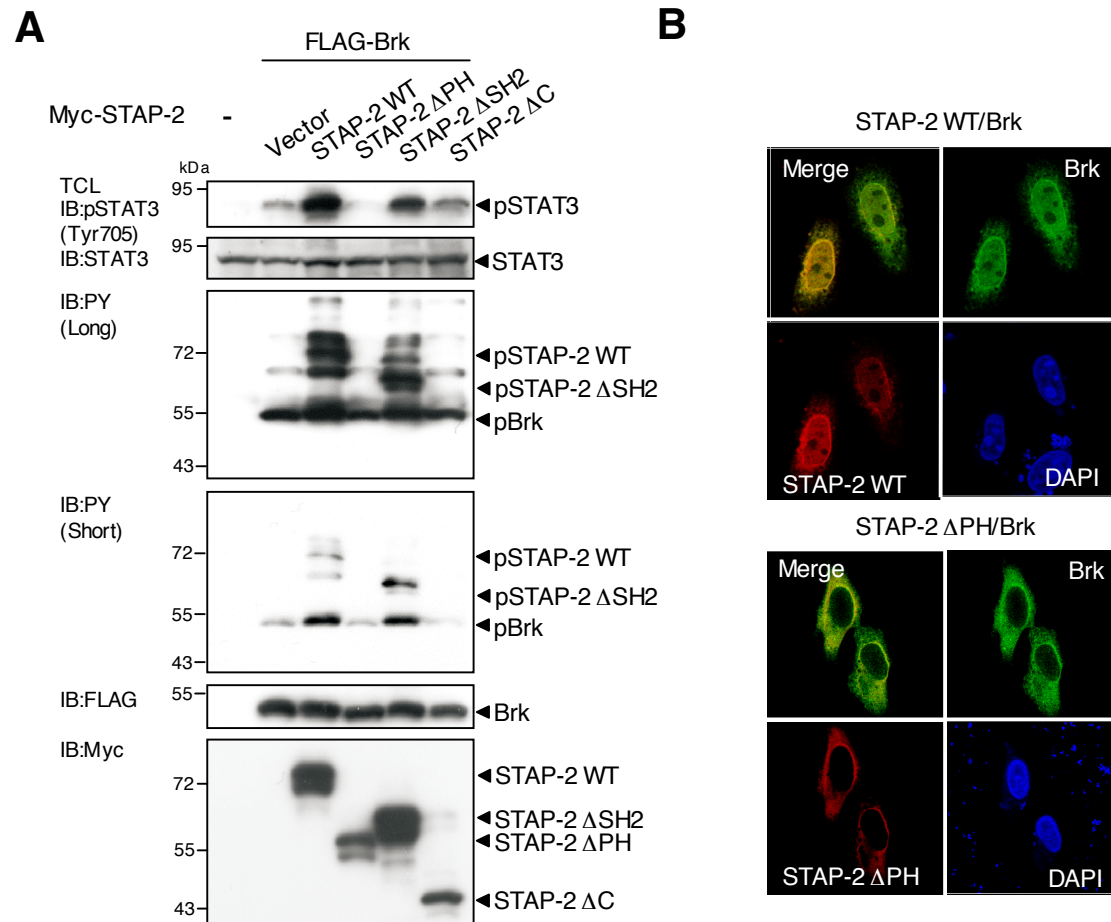 A
FLAG-Brk
Myc-STAP-2
-
Vector
STAP-2 WT
STAP-2 ΔPH
STAP-2 ΔSH2
STAP-2 ΔC
kDa
TCL
IB:pSTAT3
(Tyr705)
95
pSTAT3
IB:STAT3
95
STAT3
IB:PY
(Long)
72
pSTAP-2 WT
pSTAP-2 ΔSH2
55
pBrk
43
IB:PY
(Short)
72
pSTAP-2 WT
pSTAP-2 ΔSH2
55
pBrk
43
IB:FLAG
55
Brk
IB:Myc
72
STAP-2 WT
STAP-2 ΔSH2
STAP-2 ΔPH
55
STAP-2 ΔC
43
B
STAP-2 WT/Brk
Merge
Brk
STAP-2 WT
DAPI
STAP-2 ΔPH/Brk
Merge
Brk
STAP-2 ΔPH
DAPI